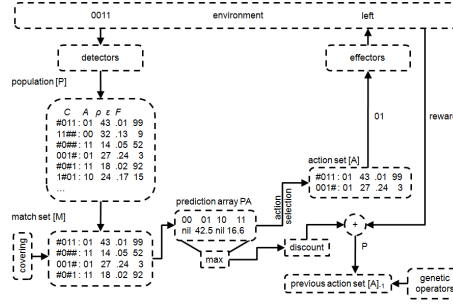 0011 environment left
detectors
effectors
population [P]
C A ρ ε F
#011: 01 43 .01 99
11##: 00 32 .13 9
#0##: 11 14 .05 52
001#: 01 27 .24 3
#0#1: 11 18 .02 92
1#01: 10 24 .17 15
...
01
reward
action set [A]
#011: 01 43 .01 99
001#: 01 27 .24 3
action
selection
prediction array PA
00 01 10 11
nil 42.5 nil 16.6
max
match set [M]
covering
#011: 01 43 .01 99
#0##: 11 14 .05 52
001#: 01 27 .24 3
#0#1: 11 18 .02 92
discount
+
P
previous action set [A]-1
genetic
operators